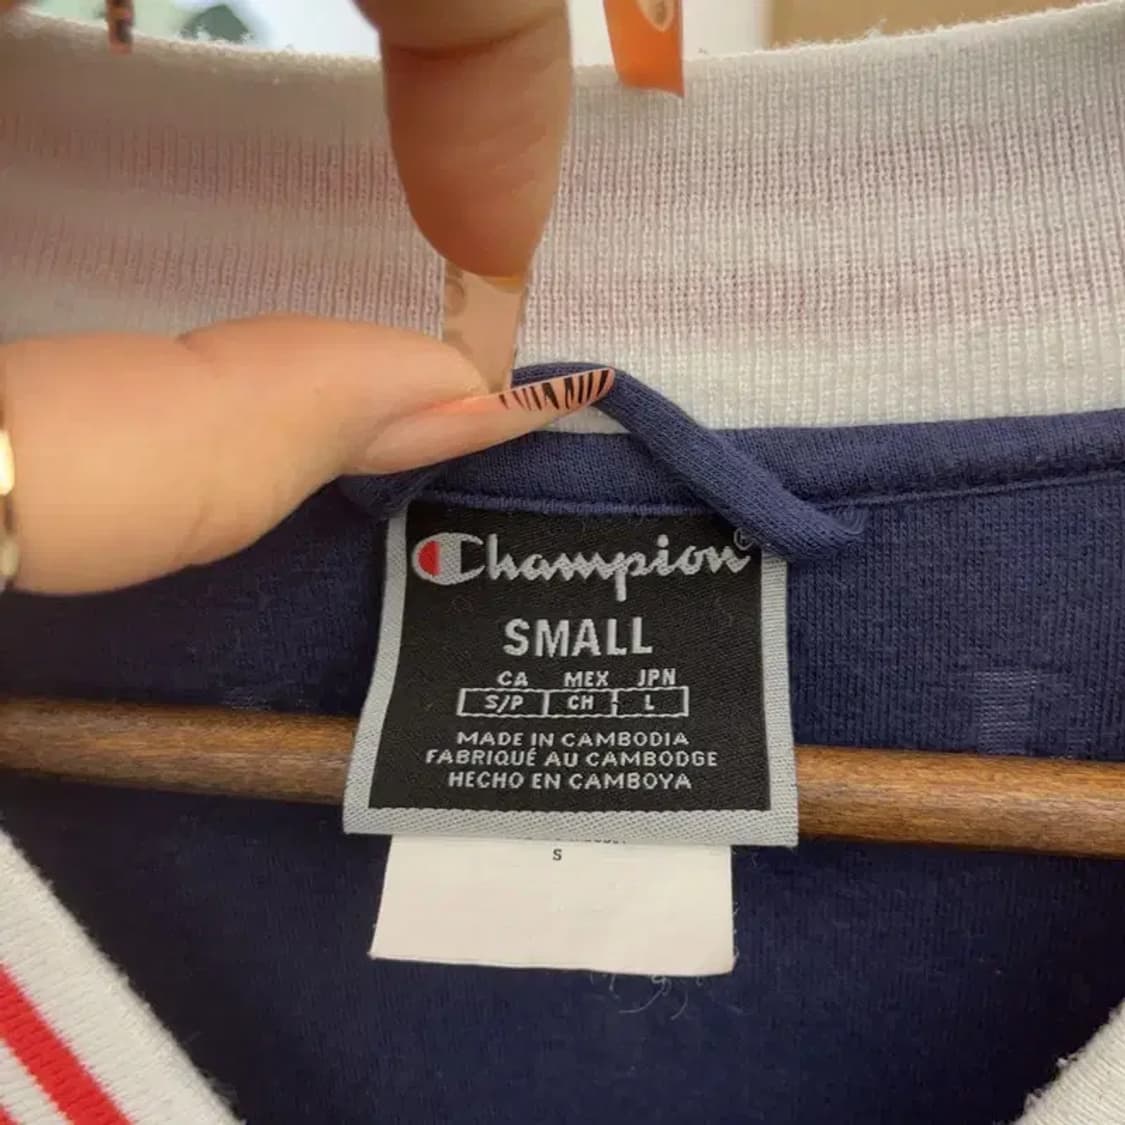 Champion®
SMALL
CA MEX JPN
S/P CH L
MADE IN CAMBODIA
FABRIQUÉ AU CAMBODGE
HECHO EN CAMBOYA
S